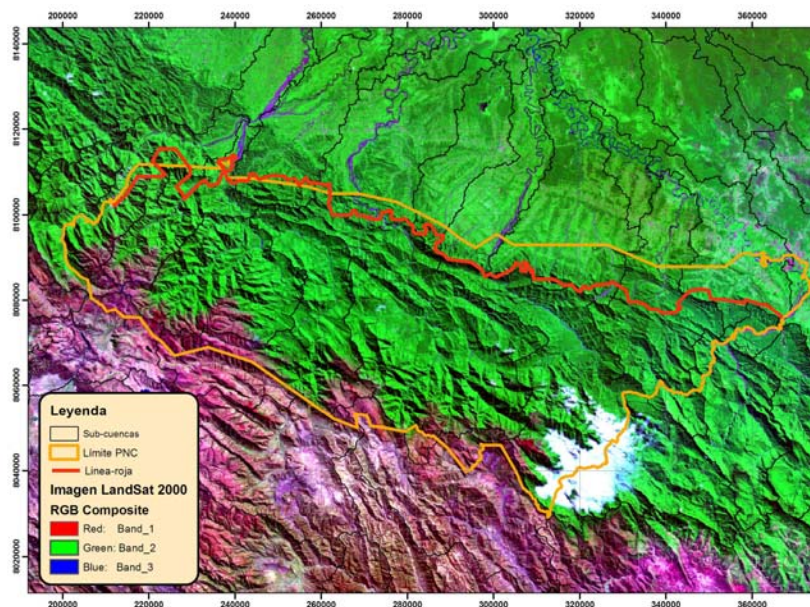 200000 220000 240000 260000 280000 300000 320000 340000 360000
8140000
8120000
8100000
8080000
8060000
8040000
8020000
Leyenda
Sub-cuencas
Límite PNC
Linea-roja
Imagen LandSat 2000
RGB Composite
Red: Band_1
Green: Band_2
Blue: Band_3
200000 220000 240000 260000 280000 300000 320000 340000 360000